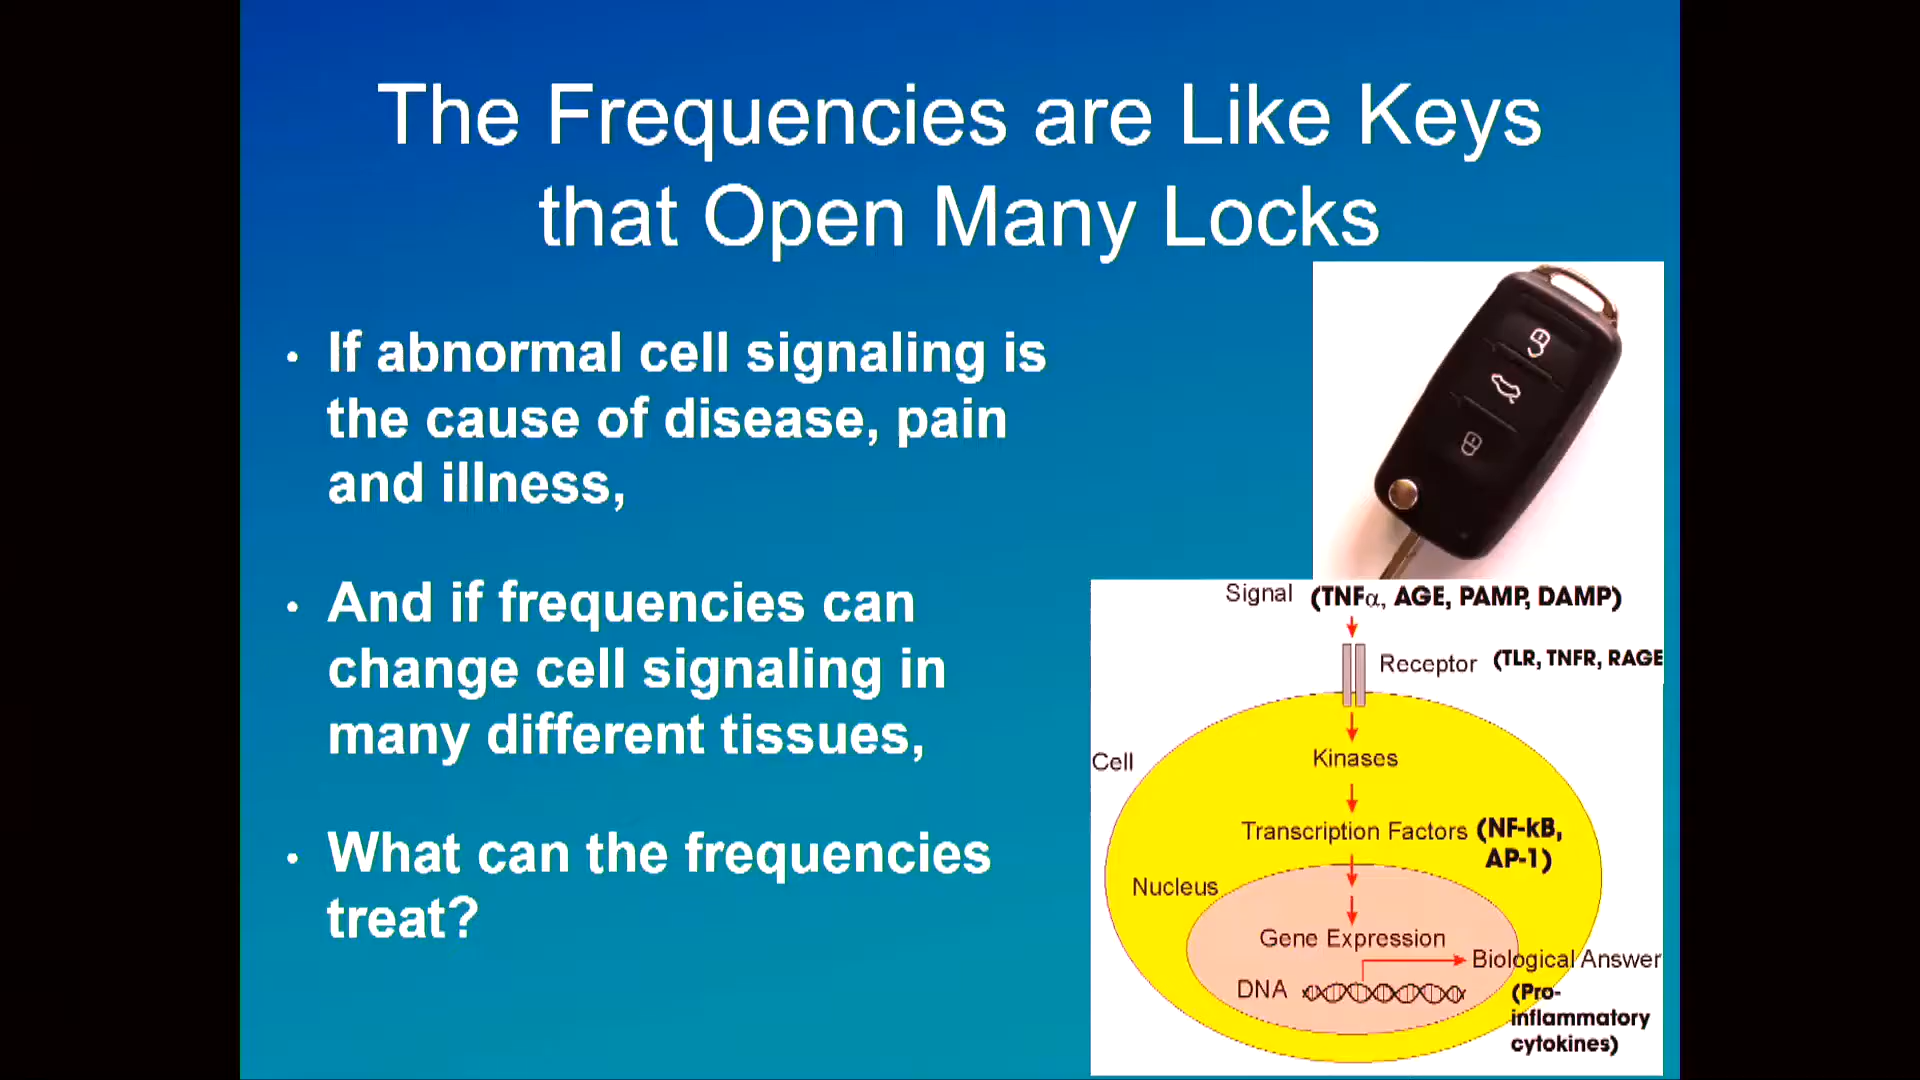 The Frequencies are Like Keys
that Open Many Locks
• If abnormal cell signaling is
the cause of disease, pain
and illness,
• And if frequencies can
change cell signaling in
many different tissues,
• What can the frequencies
treat?
Signal (TNFα, AGE, PAMP, DAMP)
Receptor (TLR, TNFR, RAGE
Cell
Kinases
Transcription Factors (NF-kB,
AP-1)
Nucleus
Gene Expression
Biological Answer
DNA
(Pro-
inflammatory
cytokines)